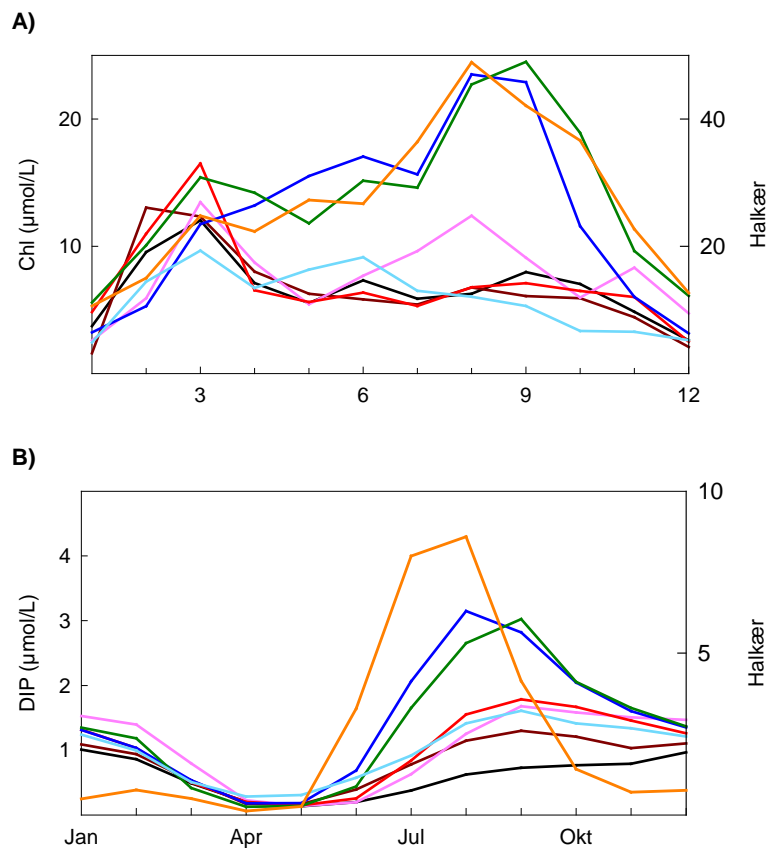 A)
20
10
Chl (μmol/L)
40
20
Halkær
3
6
9
12
B)
4
3
2
1
DIP (μmol/L)
10
5
Halkær
Jan
Apr
Jul
Okt